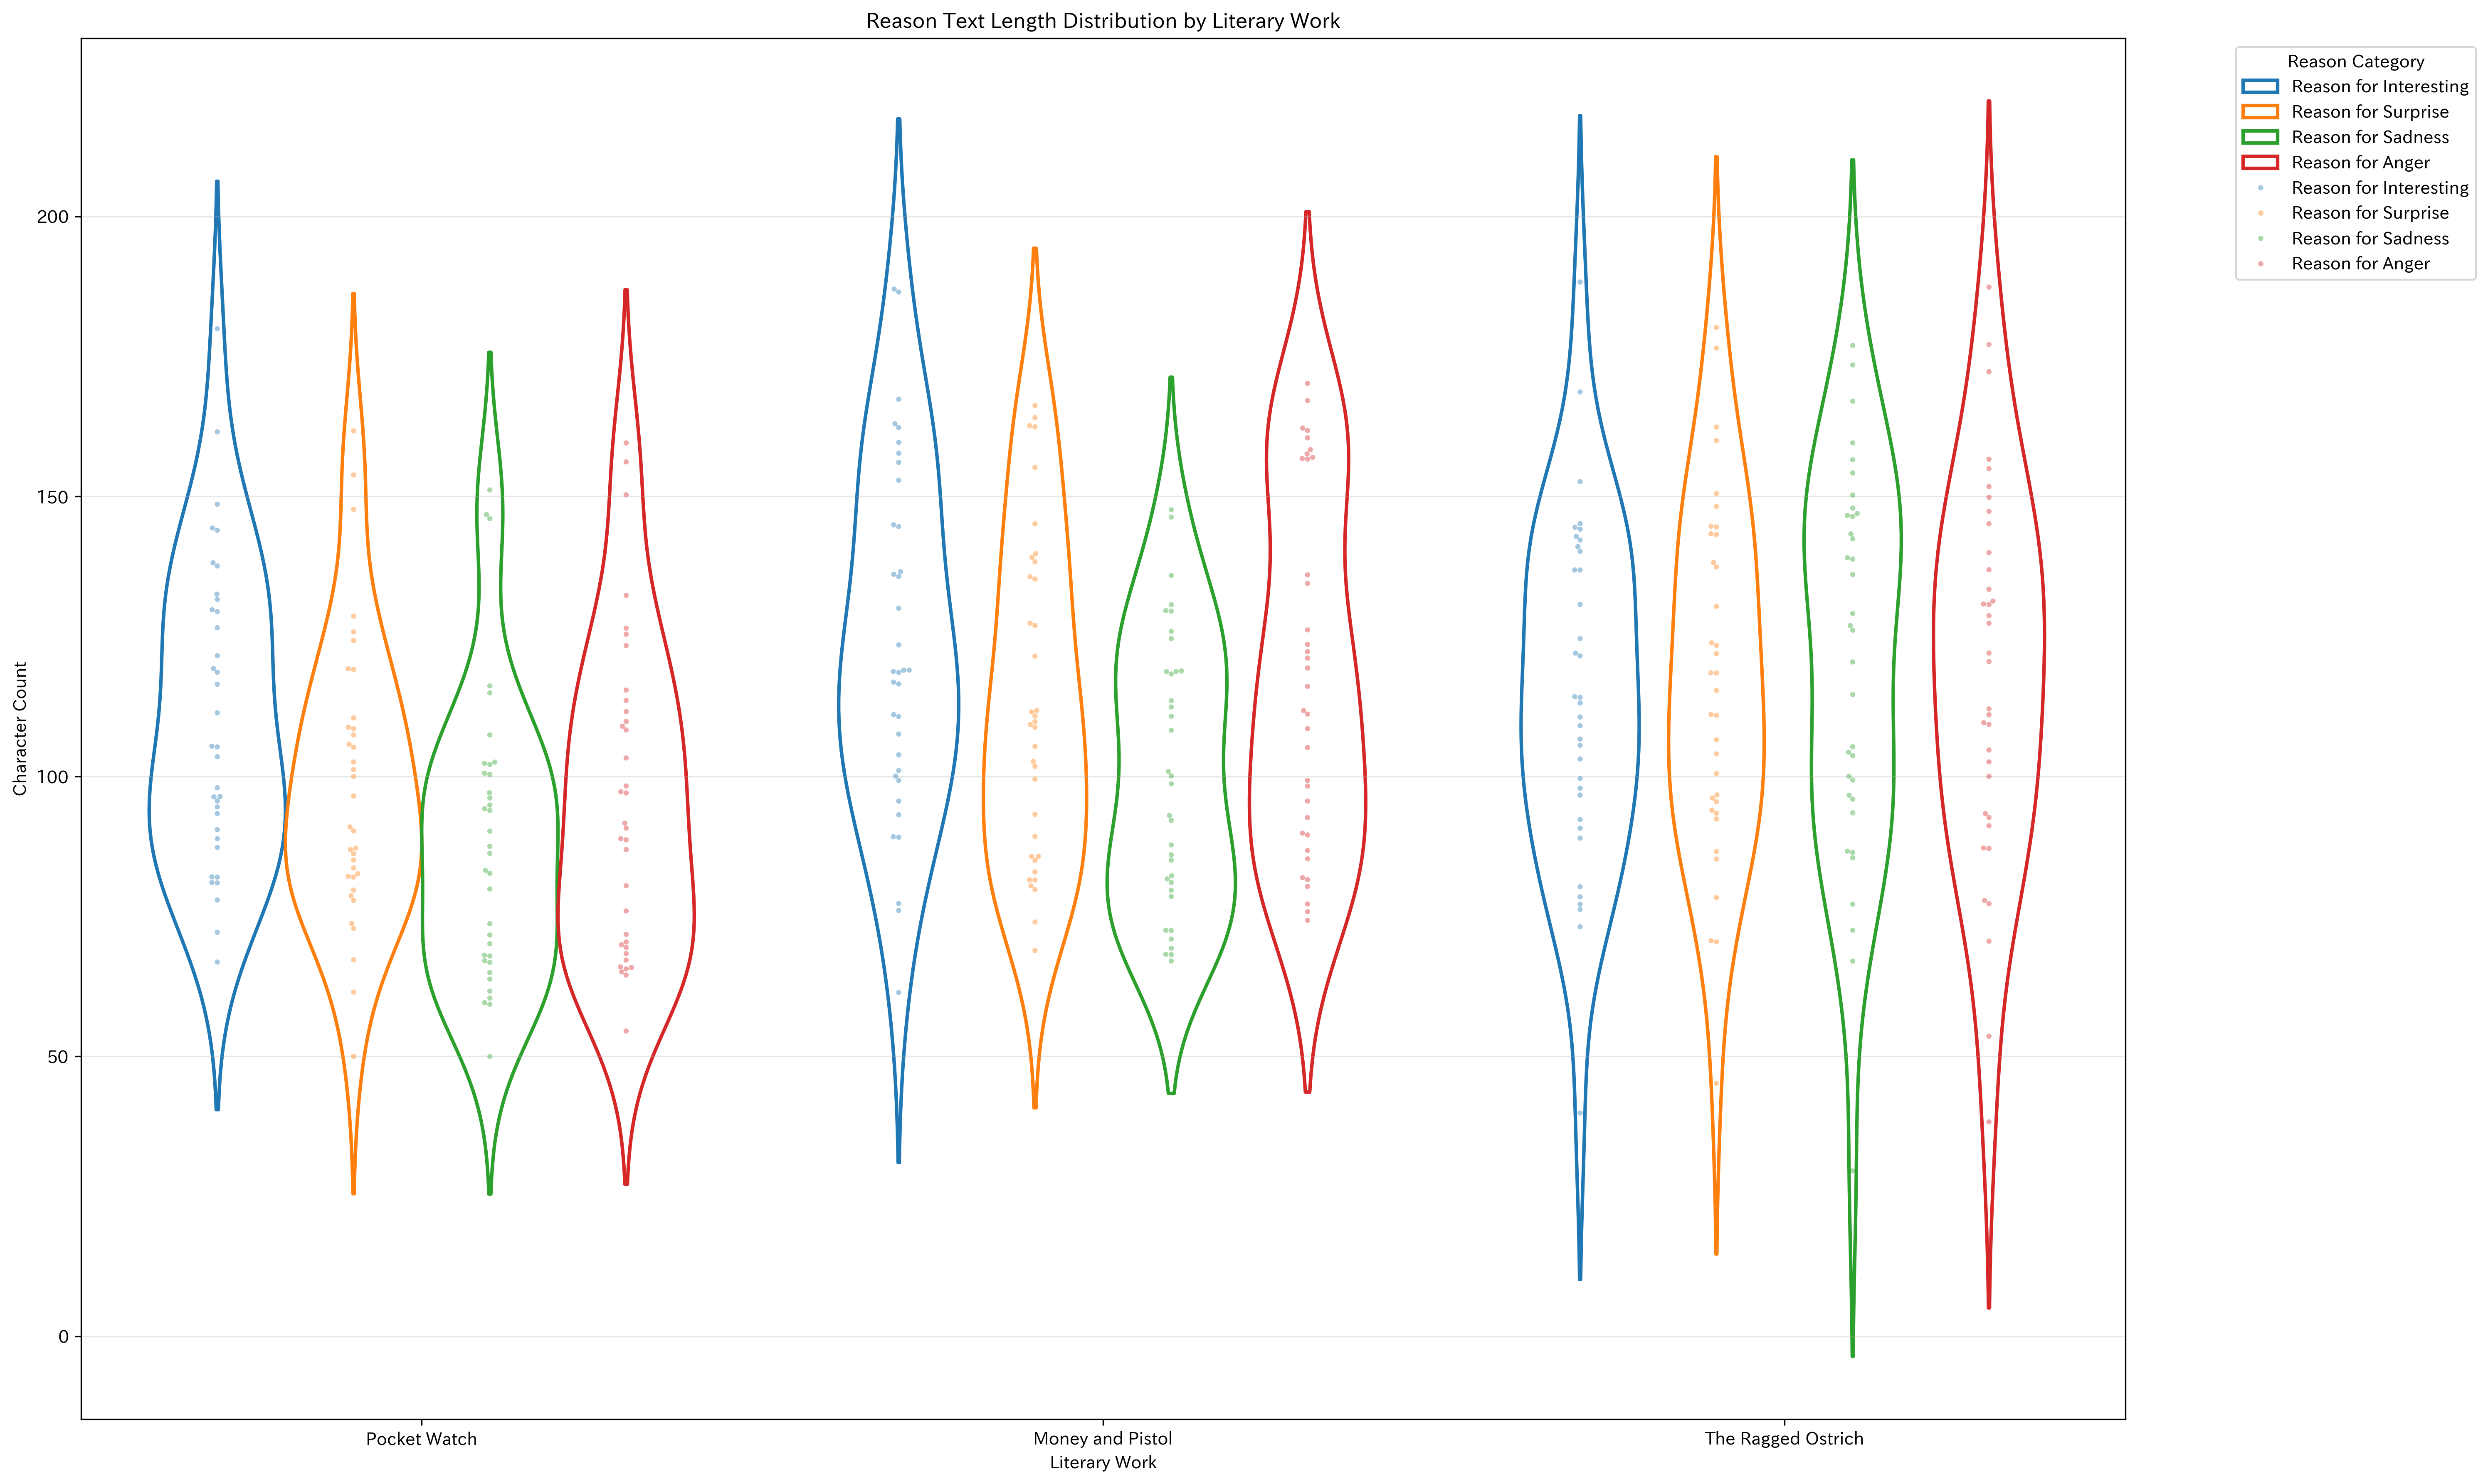 Reason Text Length Distribution by Literary Work
Reason Category
Reason for Interesting
Reason for Surprise
Reason for Sadness
Reason for Anger
Reason for Interesting
Reason for Surprise
Reason for Sadness
Reason for Anger
Character Count
200
150
100
50
0
Pocket Watch
Money and Pistol
The Ragged Ostrich
Literary Work